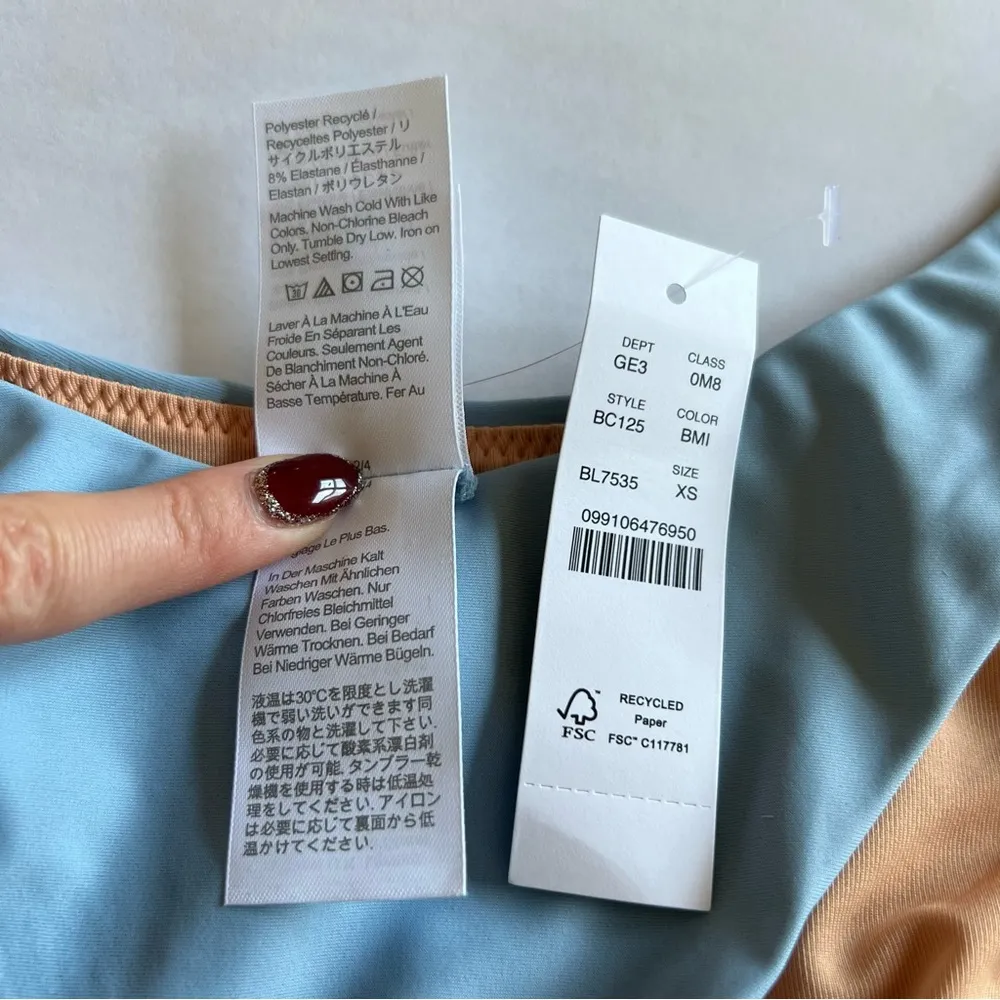 Polyester Recyclé /
Recyceltes Polyester / リ
サイクルポリエステル
8% Elastane / Élasthanne /
Elastan / ポリウレタン
Machine Wash Cold With Like
Colors. Non-Chlorine Bleach
Only. Tumble Dry Low. Iron on
Lowest Setting.
30
Laver À La Machine À L'Eau
Froide En Séparant Les
Couleurs. Seulement Agent
De Blanchiment Non-Chloré.
Sécher À La Machine À
Basse Température. Fer Au
2/4
Le Plus Bas.
In Der Maschine Kalt
Waschen Mit Ähnlichen
Farben Waschen. Nur
Chlorfreies Bleichmittel
Verwenden. Bei Geringer
Wärme Trocknen. Bei Bedarf
Bei Niedriger Wärme Bügeln.
液温は30℃を限度とし洗濯
機で弱い洗いができます同
色系の物と洗濯して下さい.
必要に応じて酸素系漂白剤
の使用が可能. タンブラー乾
燥機を使用する時は低温処
理をしてください. アイロン
は必要に応じて裏面から低
温かけてください.
DEPT CLASS
GE3 0M8
STYLE COLOR
BC125 BMI
BL7535 SIZE
XS
099106476950
FSC™
RECYCLED
Paper
FSC™ C117781